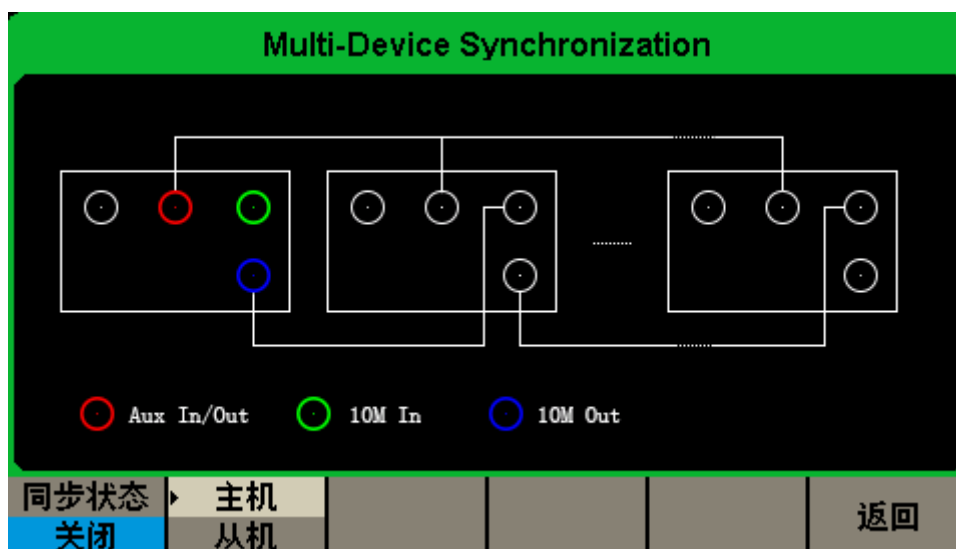 Multi-Device Synchronization
Aux In/Out 10M In 10M Out
同步状态 主机 返回
关闭 从机